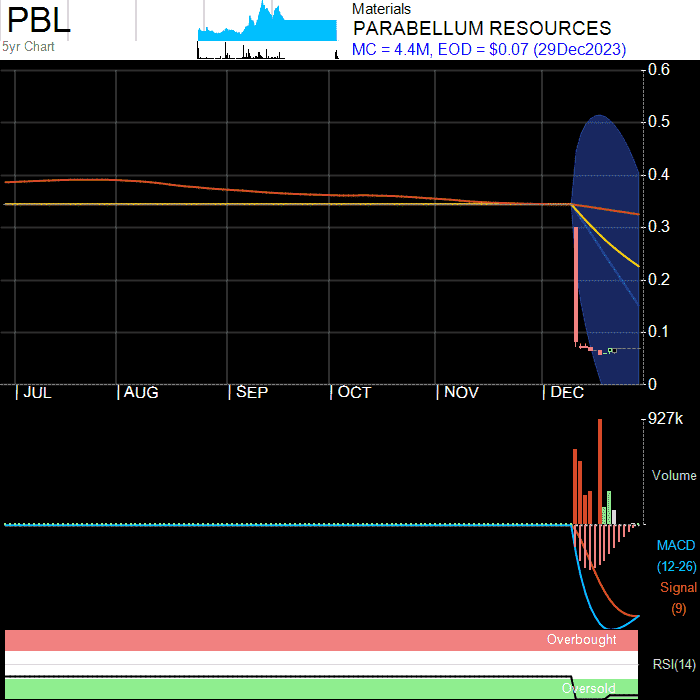 PBL
5yr Chart
Materials
PARABELLUM RESOURCES
MC = 4.4M, EOD = $0.07 (29Dec2023)
0.6
0.5
0.4
0.3
0.2
0.1
0
JUL AUG SEP OCT NOV DEC
927k
Volume
MACD
(12-26)
Signal
(9)
Overbought
RSI(14)
Oversold